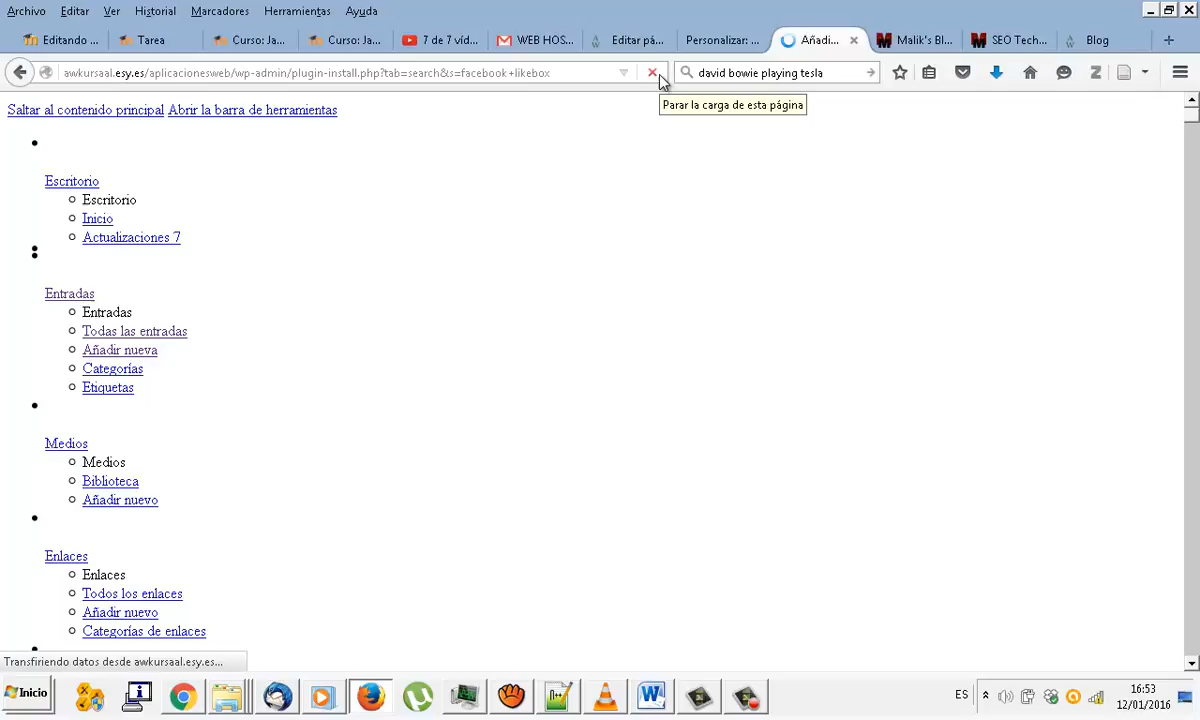 Archivo Editar Ver Historial Marcadores Herramientas Ayuda
Editando ... Tarea Curso: Ja... Curso: Ja... 7 de 7 víd... WEB HOS... Editar pá... Personalizar: ... Añadi... Malik's Bl... SEO Tech... Blog
awkursaal.esy.es/aplicacionesweb/wp-admin/plugin-install.php?tab=search&s=facebook+likebox david bowie playing tesla
Parar la carga de esta página
Saltar al contenido principal Abrir la barra de herramientas
Escritorio
Escritorio
Inicio
Actualizaciones 7
Entradas
Entradas
Todas las entradas
Añadir nueva
Categorías
Etiquetas
Medios
Medios
Biblioteca
Añadir nuevo
Enlaces
Enlaces
Todos los enlaces
Añadir nuevo
Categorías de enlaces
Transfiriendo datos desde awkursaal.esy.es...
Inicio ES 16:53
12/01/2016